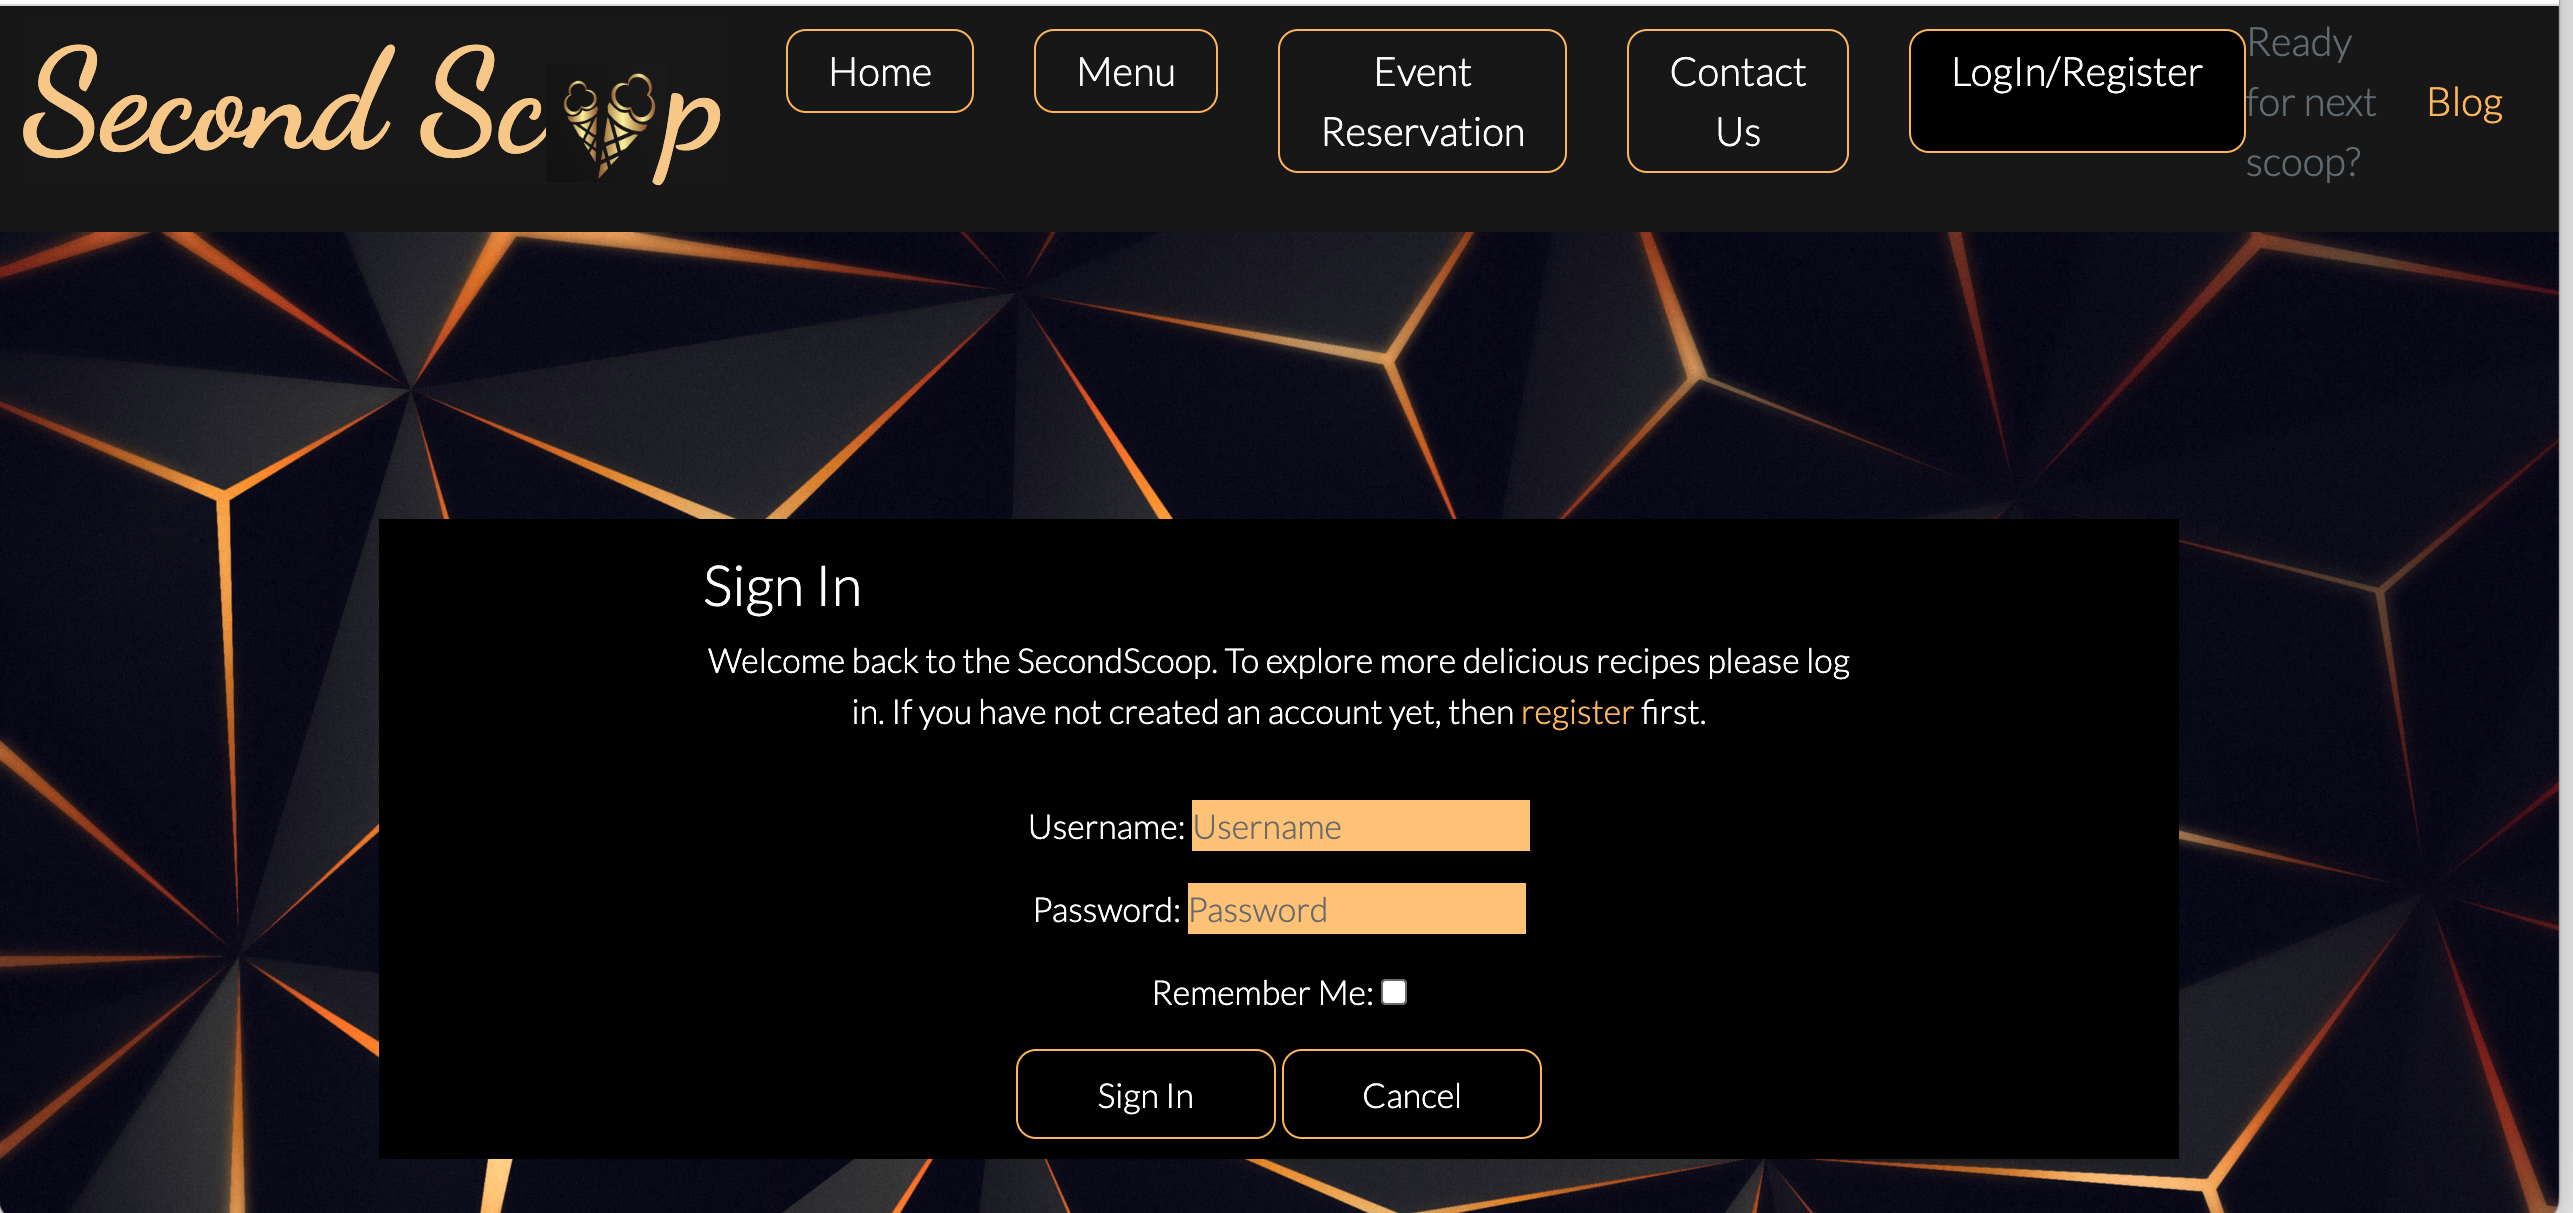 Second Scoop
Home
Menu
Event
Reservation
Contact
Us
LogIn/Register
Ready
for next
scoop?
Blog
Sign In
Welcome back to the SecondScoop. To explore more delicious recipes please log
in. If you have not created an account yet, then register first.
Username: Username
Password: Password
Remember Me:
Sign In
Cancel